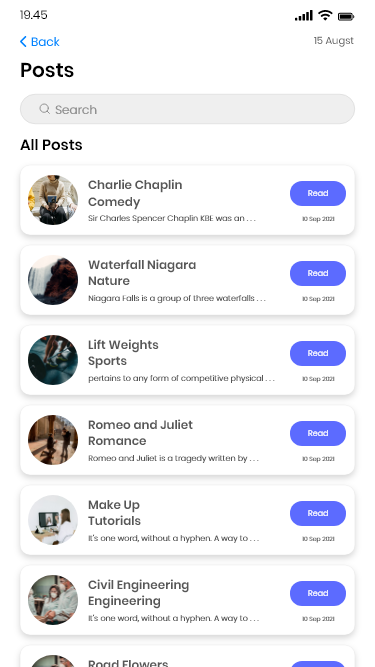 19.45
Back
15 Augst
Posts
Search
All Posts
Charlie Chaplin
Comedy
Sir Charles Spencer Chaplin KBE was an . . .
Read
10 Sep 2021
Waterfall Niagara
Nature
Niagara Falls is a group of three waterfalls . . .
Read
10 Sep 2021
Lift Weights
Sports
pertains to any form of competitive physical . . .
Read
10 Sep 2021
Romeo and Juliet
Romance
Romeo and Juliet is a tragedy written by . . .
Read
10 Sep 2021
Make Up
Tutorials
It's one word, without a hyphen. A way to . . .
Read
10 Sep 2021
Civil Engineering
Engineering
It's one word, without a hyphen. A way to . . .
Read
10 Sep 2021
Road Flowers
Read